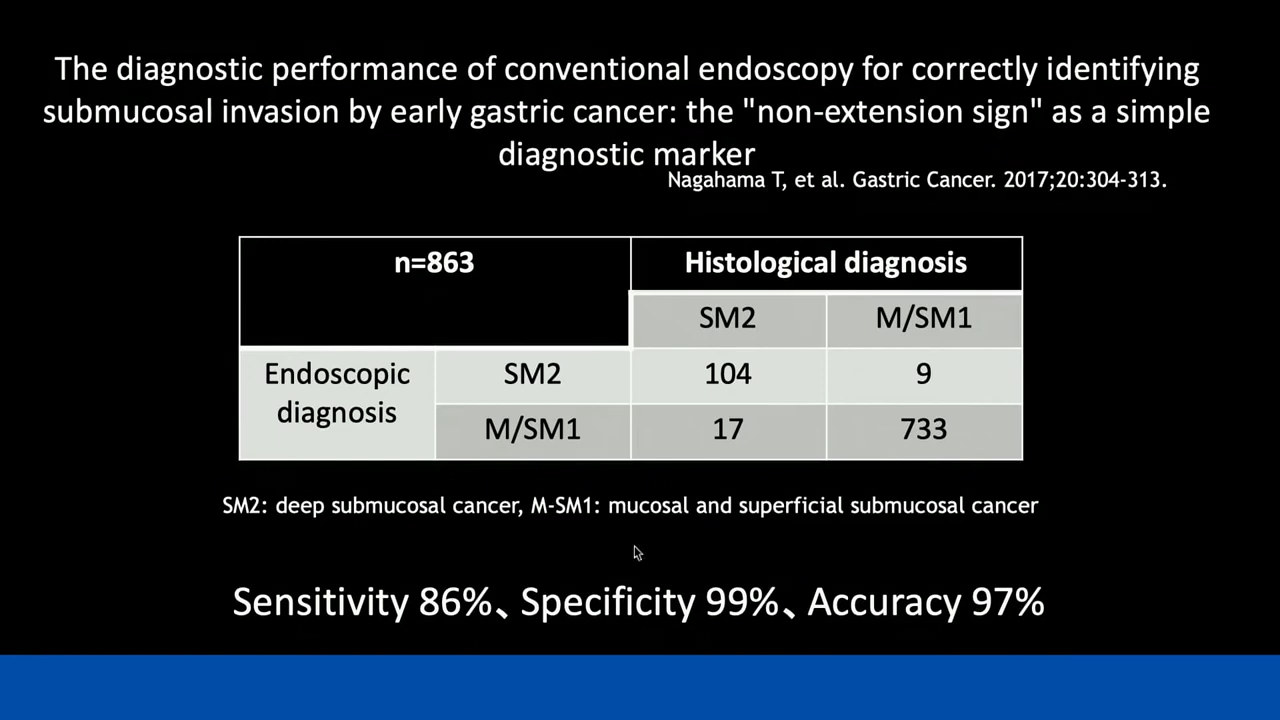 The diagnostic performance of conventional endoscopy for correctly identifying
submucosal invasion by early gastric cancer: the "non-extension sign" as a simple
diagnostic marker
Nagahama T, et al. Gastric Cancer. 2017;20:304-313.
n=863
Histological diagnosis
SM2
M/SM1
Endoscopic
diagnosis
SM2
104
9
M/SM1
17
733
SM2: deep submucosal cancer, M-SM1: mucosal and superficial submucosal cancer
Sensitivity 86%、Specificity 99%、Accuracy 97%